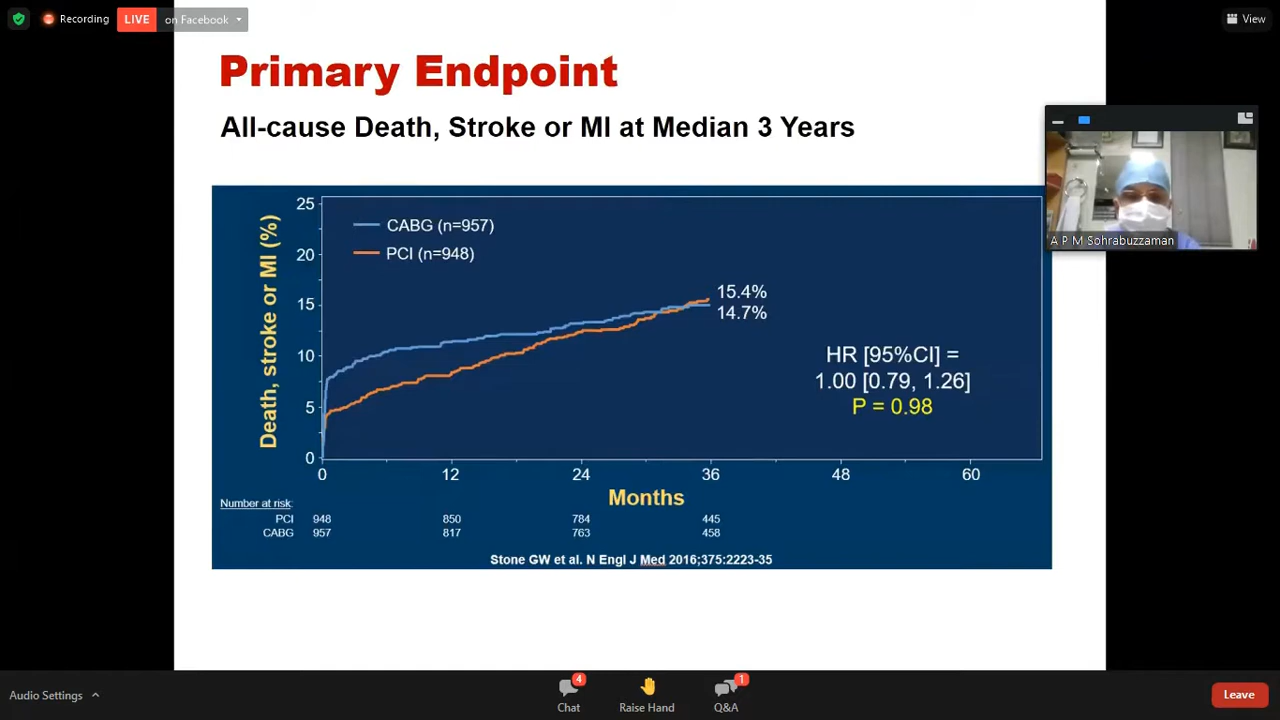 Recording
LIVE
on Facebook
View
Primary Endpoint
All-cause Death, Stroke or MI at Median 3 Years
A P M Sohrabuzzaman
Death, stroke or MI (%)
25
20
15
10
5
0
CABG (n=957)
PCI (n=948)
15.4%
14.7%
HR [95%CI] =
1.00 [0.79, 1.26]
P = 0.98
0 12 24 36 48 60
Months
Number at risk:
PCI 948 850 784 445
CABG 957 817 763 458
Stone GW et al. N Engl J Med 2016;375:2223-35
Audio Settings
4
Chat
Raise Hand
1
Q&A
Leave